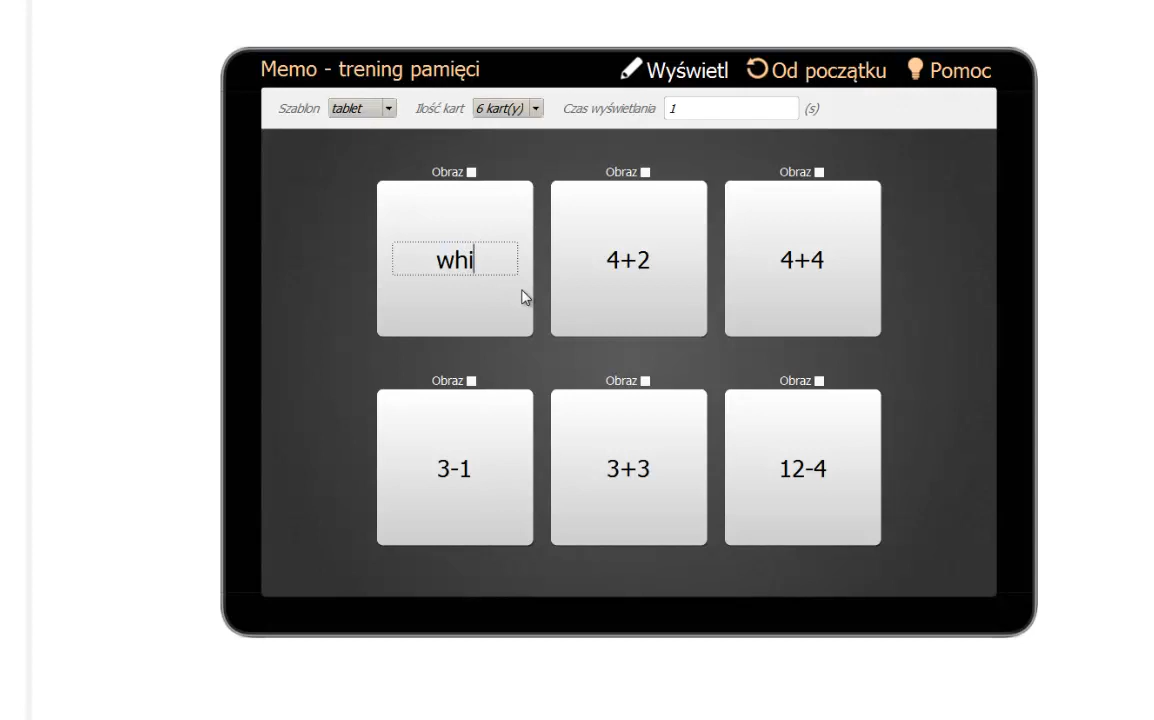 Memo - trening pamięci Wyświetl Od początku Pomoc
Szablon tablet Ilość kart 6 kart(y) Czas wyświetlania 1 (s)
Obraz Obraz Obraz
whi 4+2 4+4
Obraz Obraz Obraz
3-1 3+3 12-4